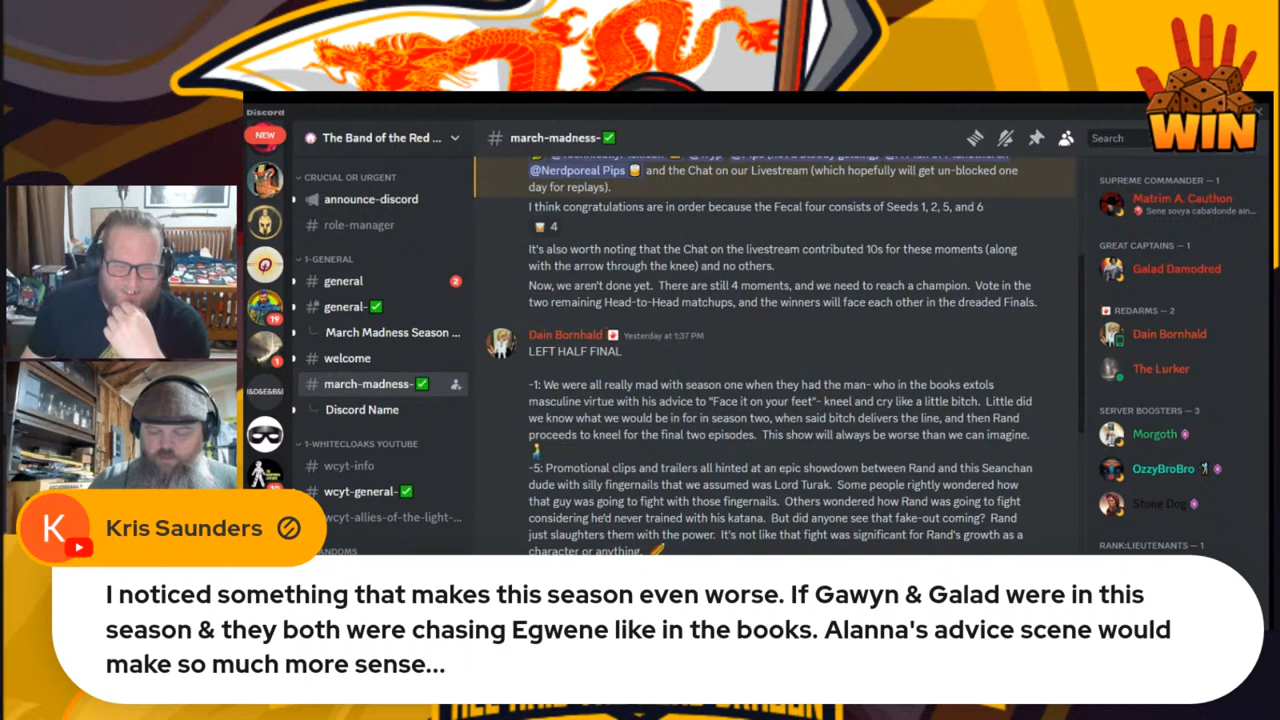 WIN
Discord
NEW
The Band of the Red ...
CRUCIAL OR URGENT
announce-discord
role-manager
1-GENERAL
general
2
general-✅
19
March Madness Season ...
1
welcome
march-madness-✅
Discord Name
1-WHITECLOAKS YOUTUBE
wcyt-info
wcyt-general-✅
wcyt-allies-of-the-light-...
march-madness-✅
Search
@Nerdporeal Pips 🍺 and the Chat on our Livestream (which hopefully will get un-blocked one
day for replays).
I think congratulations are in order because the Fecal four consists of Seeds 1, 2, 5, and 6
🍺 4
It's also worth noting that the Chat on the livestream contributed 10s for these moments (along
with the arrow through the knee) and no others.
Now, we aren't done yet. There are still 4 moments, and we need to reach a champion. Vote in the
two remaining Head-to-Head matchups, and the winners will face each other in the dreaded Finals.
Dain Bornhald Yesterday at 1:37 PM
LEFT HALF FINAL
-1: We were all really mad with season one when they had the man- who in the books extols
masculine virtue with his advice to "Face it on your feet"- kneel and cry like a little bitch. Little did
we know what we would be in for in season two, when said bitch delivers the line, and then Rand
proceeds to kneel for the final two episodes. This show will always be worse than we can imagine.
-5: Promotional clips and trailers all hinted at an epic showdown between Rand and this Seanchan
dude with silly fingernails that we assumed was Lord Turak. Some people rightly wondered how
that guy was going to fight with those fingernails. Others wondered how Rand was going to fight
considering he'd never trained with his katana. But did anyone see that fake-out coming? Rand
just slaughters them with the power. It's not like that fight was significant for Rand's growth as a
character or anything.
SUPREME COMMANDER — 1
Matrim A. Cauthon
Sene sovya caba'donde ain...
GREAT CAPTAINS — 1
Galad Damodred
REDARMS — 2
Dain Bornhald
The Lurker
SERVER BOOSTERS — 3
Morgoth
OzzyBroBro
Stone Dog
RANK:LIEUTENANTS — 1
K
Kris Saunders
I noticed something that makes this season even worse. If Gawyn & Galad were in this
season & they both were chasing Egwene like in the books. Alanna's advice scene would
make so much more sense...